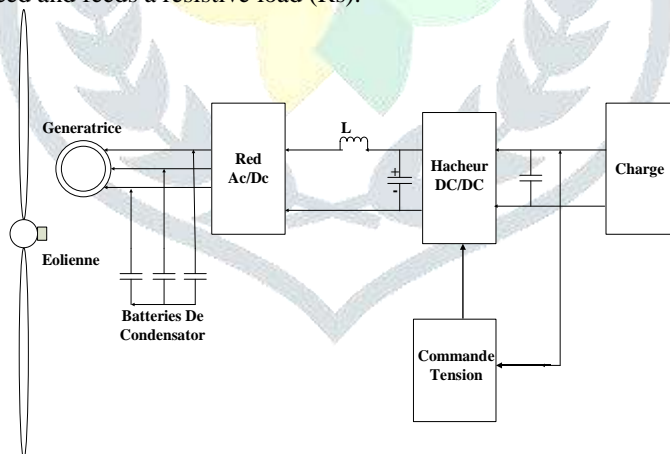 eed and feeds a resistive load (Rs).
Generatrice
Red
Ac/Dc
L
+
-
Hacheur
DC/DC
Charge
Eolienne
Batteries De
Condensator
Commande
Tension